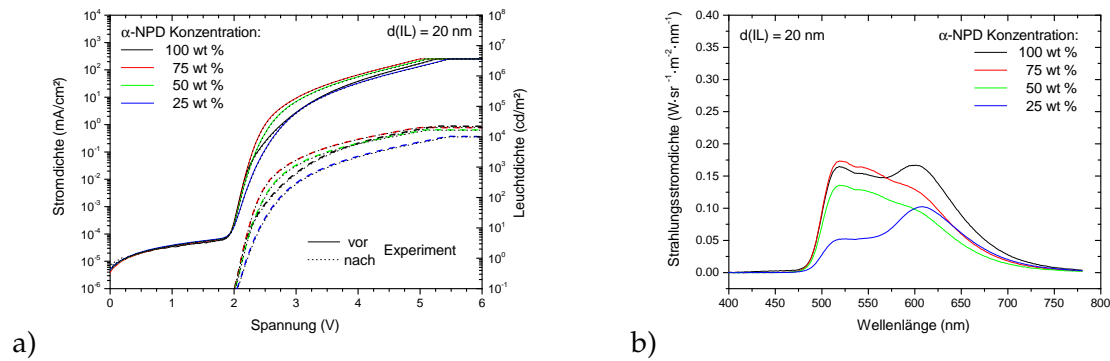 α-NPD Konzentration:
100 wt %
75 wt %
50 wt %
25 wt %
d(IL) = 20 nm
vor
nach
Experiment
Stromdichte (mA/cm²)
10⁴
10³
10²
10¹
10⁰
10⁻¹
10⁻²
10⁻³
10⁻⁴
10⁻⁵
10⁻⁶
Leuchtdichte (cd/m²)
10⁸
10⁷
10⁶
10⁵
10⁴
10³
10²
10¹
10⁰
10⁻¹
0 1 2 3 4 5 6
Spannung (V)
a)
d(IL) = 20 nm
α-NPD Konzentration:
100 wt %
75 wt %
50 wt %
25 wt %
Strahlungsstromdichte (W·sr⁻¹·m⁻²·nm⁻¹)
0.40
0.35
0.30
0.25
0.20
0.15
0.10
0.05
0.00
400 450 500 550 600 650 700 750 800
Wellenlänge (nm)
b)